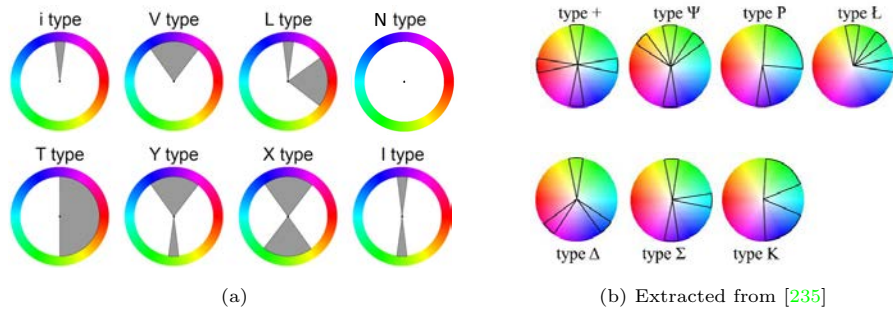 i type V type L type N type
T type Y type X type I type
(a)
type + type Ψ type P type Ł
type Δ type Σ type K
(b) Extracted from [235]